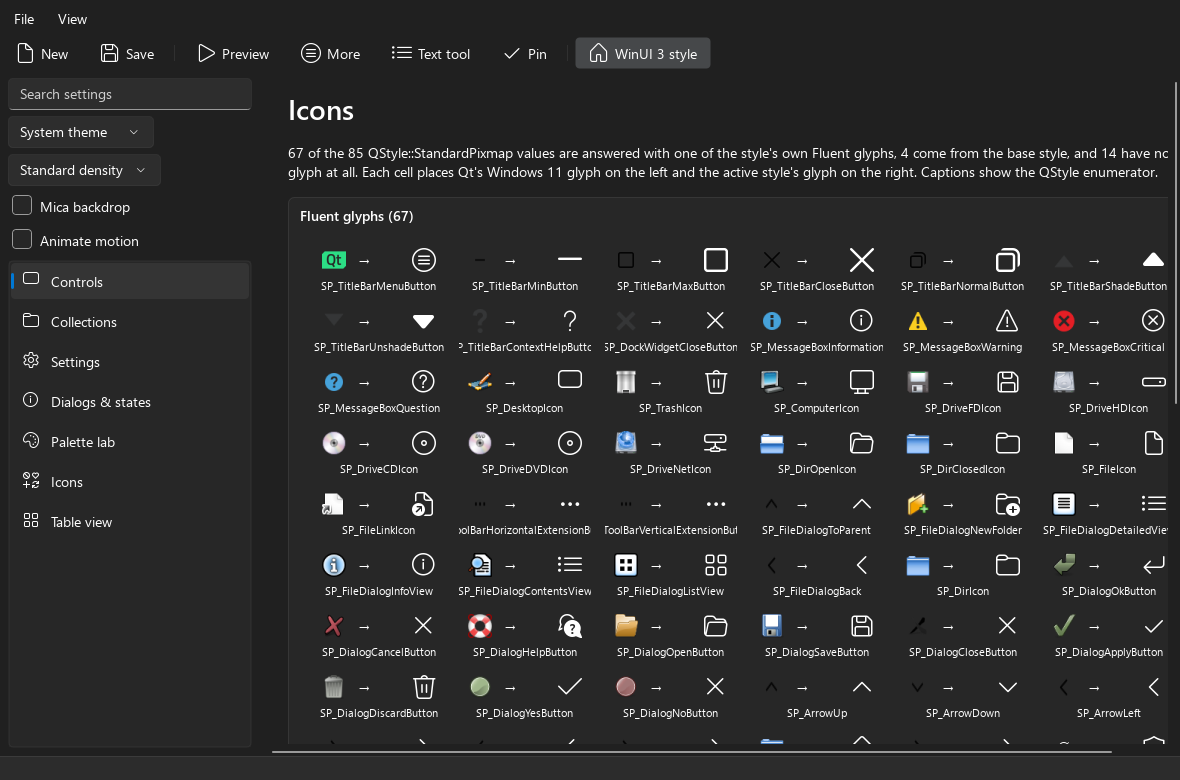 File View
New Save Preview More Text tool Pin WinUI 3 style
Search settings
System theme
Standard density
Mica backdrop
Animate motion
Controls
Collections
Settings
Dialogs & states
Palette lab
Icons
Table view
Icons
67 of the 85 QStyle::StandardPixmap values are answered with one of the style's own Fluent glyphs, 4 come from the base style, and 14 have no
glyph at all. Each cell places Qt's Windows 11 glyph on the left and the active style's glyph on the right. Captions show the QStyle enumerator.
Fluent glyphs (67)
Qt
SP_TitleBarMenuButton SP_TitleBarMinButton SP_TitleBarMaxButton SP_TitleBarCloseButton SP_TitleBarNormalButton SP_TitleBarShadeButton
SP_TitleBarUnshadeButton P_TitleBarContextHelpButto SP_DockWidgetCloseButton SP_MessageBoxInformation SP_MessageBoxWarning SP_MessageBoxCritical
SP_MessageBoxQuestion SP_DesktopIcon SP_TrashIcon SP_ComputerIcon SP_DriveFDIcon SP_DriveHDIcon
DVD
SP_DriveCDIcon SP_DriveDVDIcon SP_DriveNetIcon SP_DirOpenIcon SP_DirClosedIcon SP_FileIcon
SP_FileLinkIcon oolBarHorizontalExtensionB ToolBarVerticalExtensionBut SP_FileDialogToParent SP_FileDialogNewFolder SP_FileDialogDetailedVie
SP_FileDialogInfoView SP_FileDialogContentsView SP_FileDialogListView SP_FileDialogBack SP_DirIcon SP_DialogOkButton
SP_DialogCancelButton SP_DialogHelpButton SP_DialogOpenButton SP_DialogSaveButton SP_DialogCloseButton SP_DialogApplyButton
SP_DialogDiscardButton SP_DialogYesButton SP_DialogNoButton SP_ArrowUp SP_ArrowDown SP_ArrowLeft